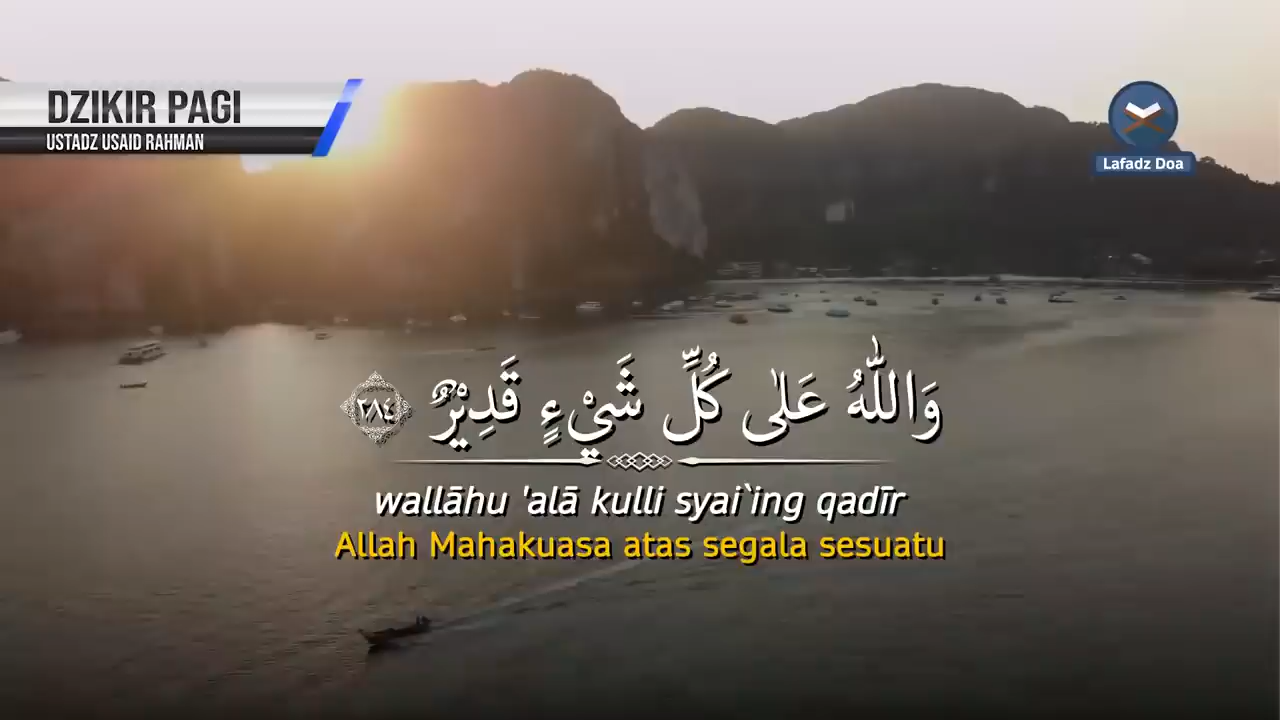 DZIKIR PAGI
USTADZ USAID RAHMAN
Lafadz Doa
وَاللّٰهُ عَلٰى كُلِّ شَيْءٍ قَدِيْرٌ ٢٨٤
wallāhu 'alā kulli syai`ing qadīr
Allah Mahakuasa atas segala sesuatu